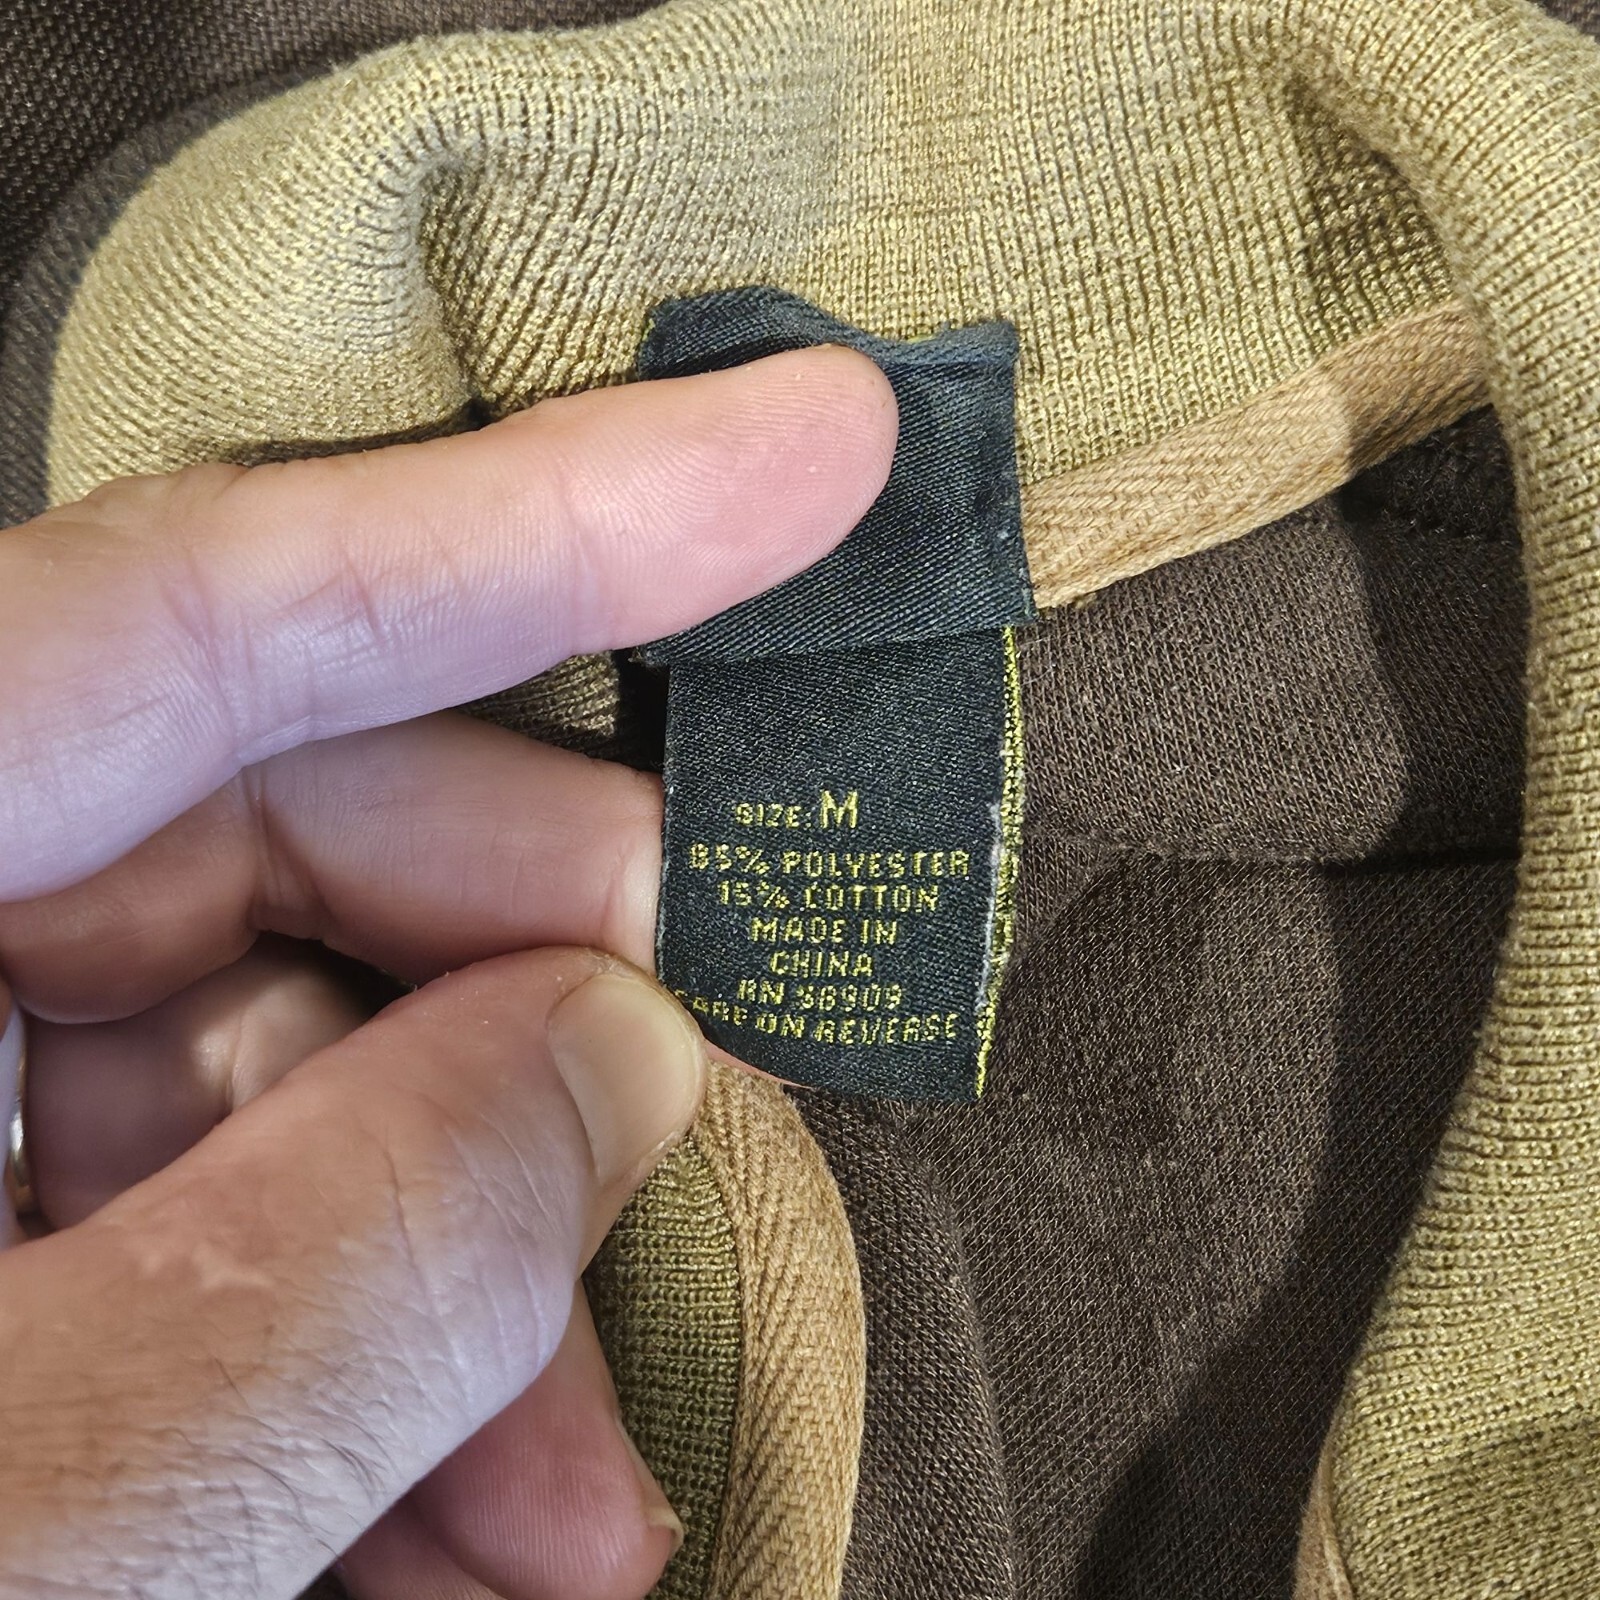 SIZE: M
85% POLYESTER
15% COTTON
MADE IN
CHINA
RN 58909
CARE ON REVERSE